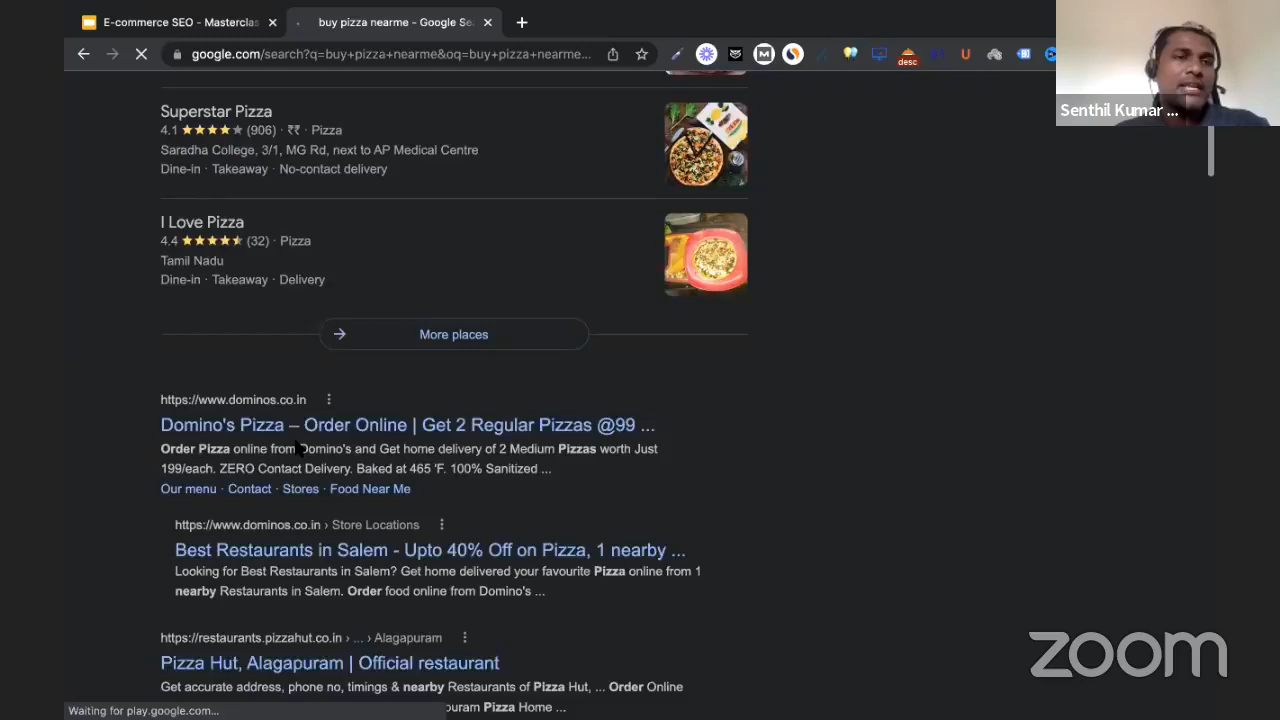 E-commerce SEO - Masterclas
buy pizza nearme - Google Se
google.com/search?q=buy+pizza+nearme&oq=buy+pizza+nearme...
desc
Senthil Kumar ...
Superstar Pizza
4.1 (906) · ₹₹ · Pizza
Saradha College, 3/1, MG Rd, next to AP Medical Centre
Dine-in · Takeaway · No-contact delivery
I Love Pizza
4.4 (32) · Pizza
Tamil Nadu
Dine-in · Takeaway · Delivery
More places
https://www.dominos.co.in
Domino's Pizza – Order Online | Get 2 Regular Pizzas @99 ...
Order Pizza online from Domino's and Get home delivery of 2 Medium Pizzas worth Just
199/each. ZERO Contact Delivery. Baked at 465 'F. 100% Sanitized ...
Our menu · Contact · Stores · Food Near Me
https://www.dominos.co.in › Store Locations
Best Restaurants in Salem - Upto 40% Off on Pizza, 1 nearby ...
Looking for Best Restaurants in Salem? Get home delivered your favourite Pizza online from 1
nearby Restaurants in Salem. Order food online from Domino's ...
https://restaurants.pizzahut.co.in › ... › Alagapuram
Pizza Hut, Alagapuram | Official restaurant
Get accurate address, phone no, timings & nearby Restaurants of Pizza Hut, ... Order Online
puram Pizza Home ...
Waiting for play.google.com...
zoom